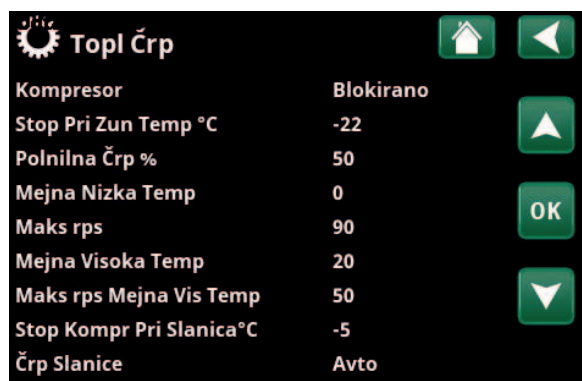 Topl Črp
Kompresor Blokirano
Stop Pri Zun Temp °C -22
Polnilna Črp % 50
Mejna Nizka Temp 0
Maks rps 90
OK
Mejna Visoka Temp 20
Maks rps Mejna Vis Temp 50
Stop Kompr Pri Slanica°C -5
Črp Slanice Avto